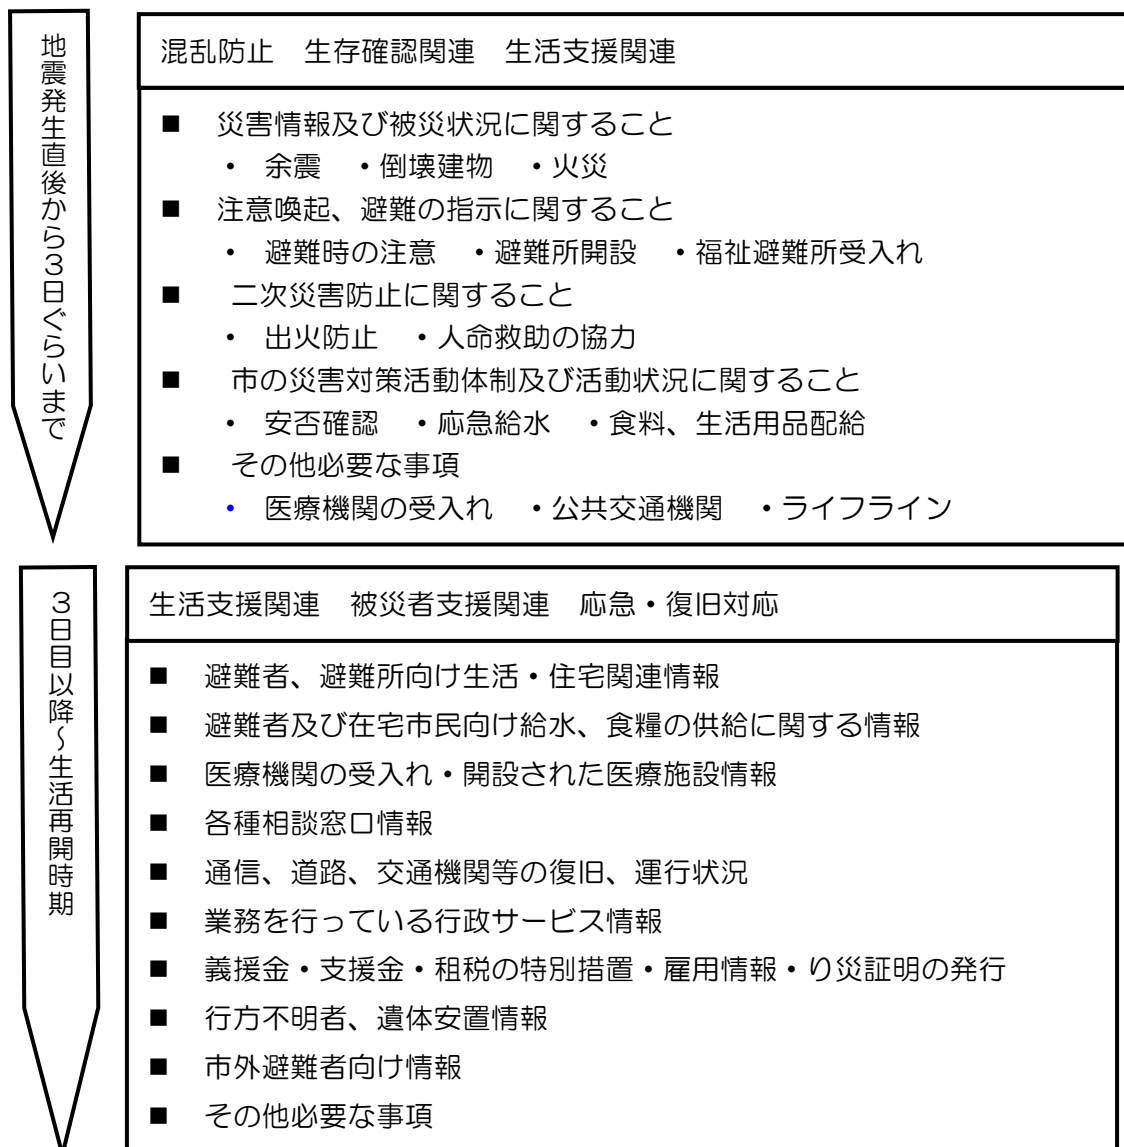 地震発生直後から３日ぐらいまで
混乱防止　生存確認関連　生活支援関連
■　災害情報及び被災状況に関すること
・ 余震　・倒壊建物　・火災
■　注意喚起、避難の指示に関すること
・ 避難時の注意　・避難所開設　・福祉避難所受入れ
■　二次災害防止に関すること
・ 出火防止　・人命救助の協力
■　市の災害対策活動体制及び活動状況に関すること
・ 安否確認　・応急給水　・食料、生活用品配給
■　その他必要な事項
・ 医療機関の受入れ　・公共交通機関　・ライフライン
３日目以降～生活再開時期
生活支援関連　被災者支援関連　応急・復旧対応
■　避難者、避難所向け生活・住宅関連情報
■　避難者及び在宅市民向け給水、食糧の供給に関する情報
■　医療機関の受入れ・開設された医療施設情報
■　各種相談窓口情報
■　通信、道路、交通機関等の復旧、運行状況
■　業務を行っている行政サービス情報
■　義援金・支援金・租税の特別措置・雇用情報・り災証明の発行
■　行方不明者、遺体安置情報
■　市外避難者向け情報
■　その他必要な事項